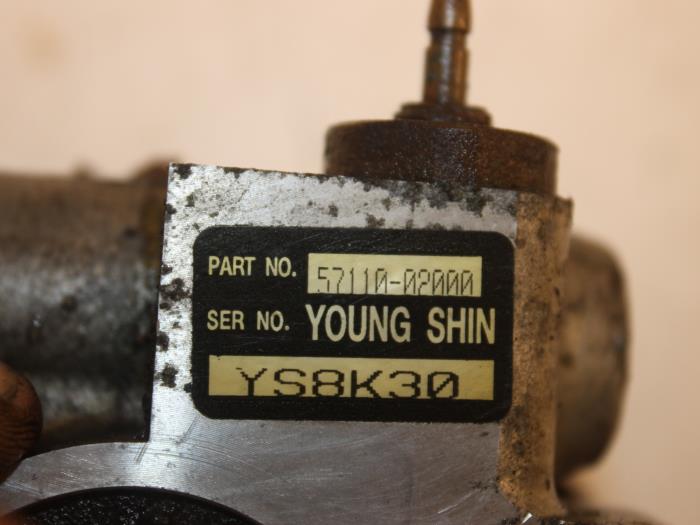 PART NO. 57110-02000
SER NO. YOUNG SHIN
YS8K30